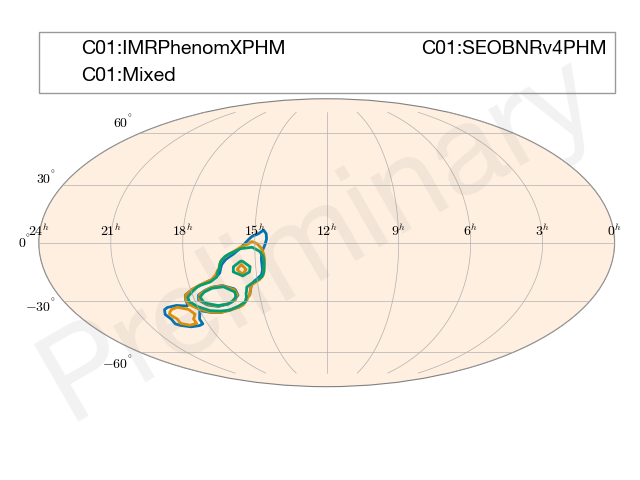 C01:IMRPhenomXPHM C01:SEOBNRv4PHM
C01:Mixed
60°
30°
24h 21h 18h 15h 12h 9h 6h 3h 0h
0°
−30°
−60°
Preliminary